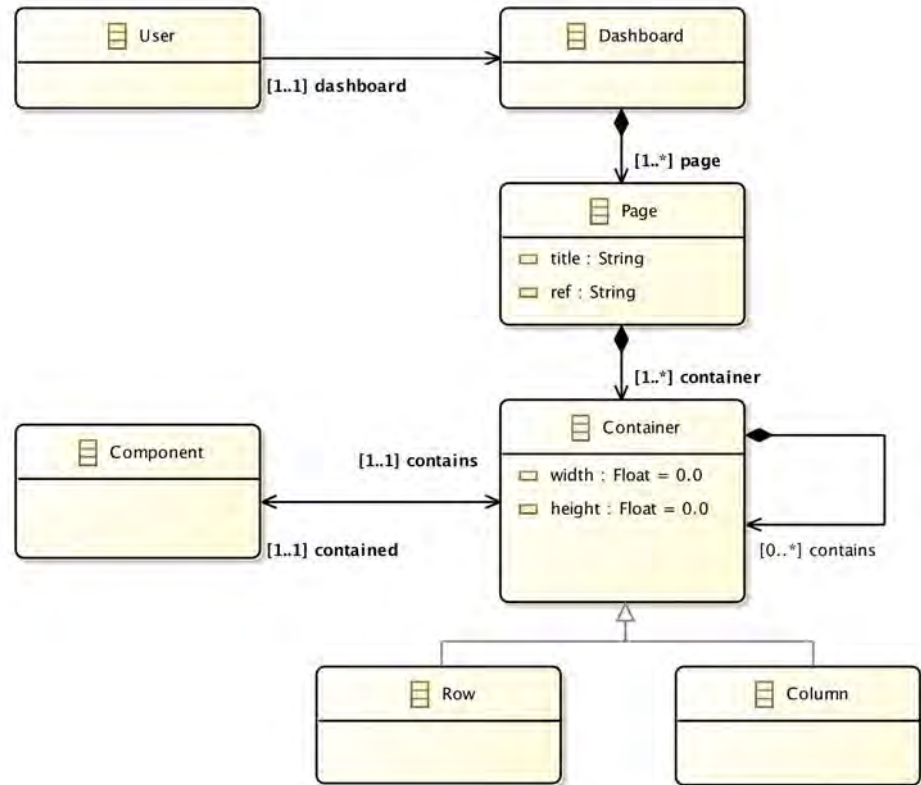 User
Dashboard
[1..1] dashboard
[1..*] page
Page
title : String
ref : String
[1..*] container
Container
width : Float = 0.0
height : Float = 0.0
Component
[1..1] contains
[1..1] contained
[0..*] contains
Row
Column